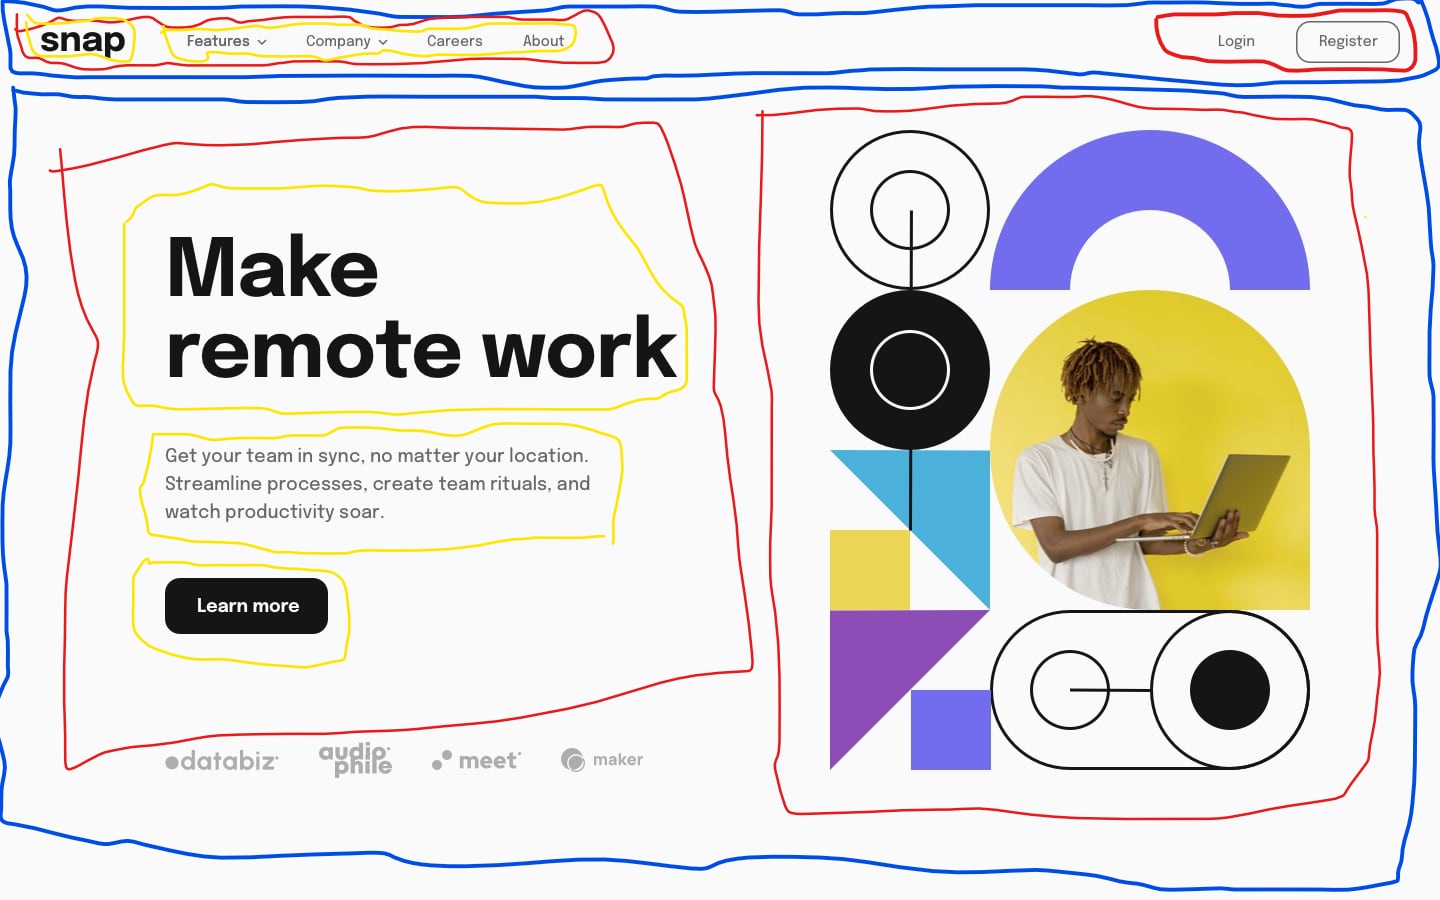 snap Features Company Careers About Login Register
Make
remote work
Get your team in sync, no matter your location.
Streamline processes, create team rituals, and
watch productivity soar.
Learn more
databiz audiophile meet maker